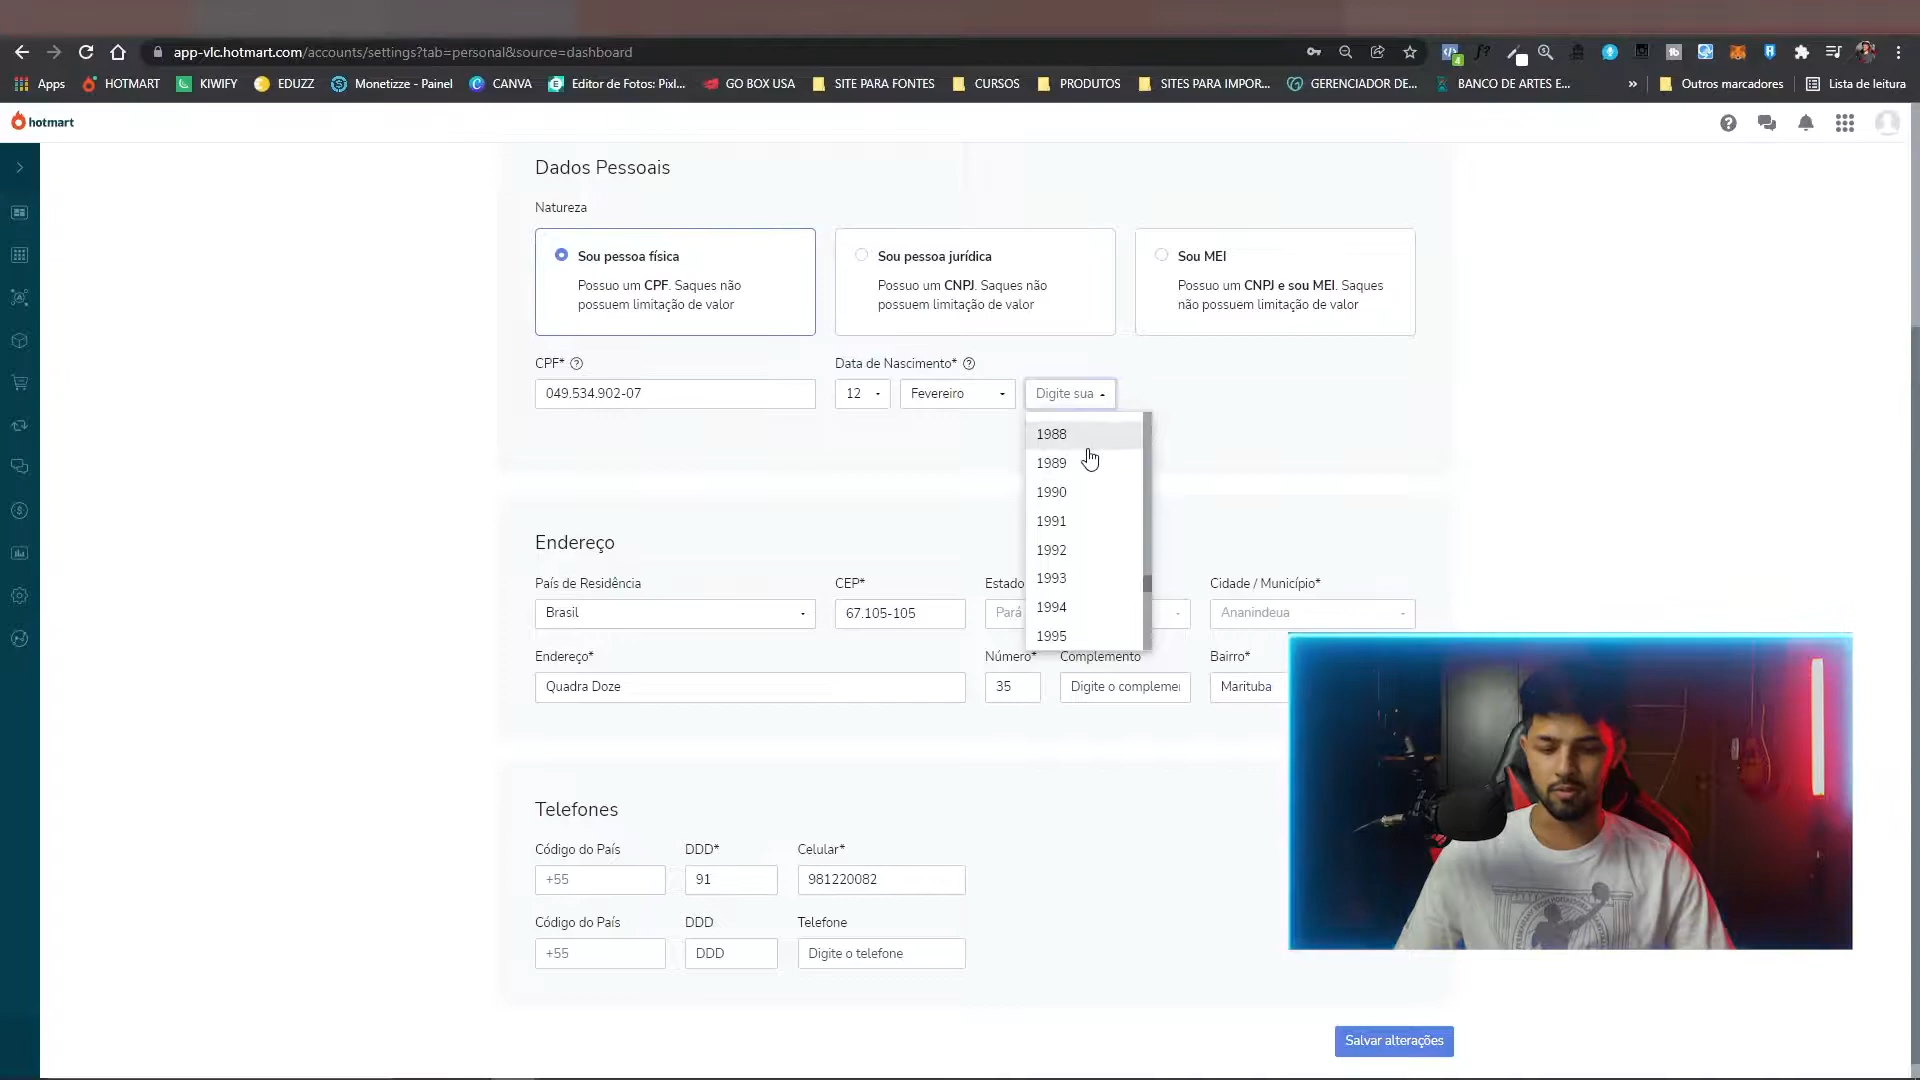 app-vlc.hotmart.com/accounts/settings?tab=personal&source=dashboard
Apps HOTMART KIWIFY EDUZZ Monetizze - Painel CANVA Editor de Fotos: Pixl... GO BOX USA SITE PARA FONTES CURSOS PRODUTOS SITES PARA IMPOR... GERENCIADOR DE... BANCO DE ARTES E... » Outros marcadores Lista de leitura
hotmart
Dados Pessoais
Natureza
Sou pessoa física
Possuo um CPF. Saques não
possuem limitação de valor
Sou pessoa jurídica
Possuo um CNPJ. Saques não
possuem limitação de valor
Sou MEI
Possuo um CNPJ e sou MEI. Saques
não possuem limitação de valor
CPF*
Data de Nascimento*
049.534.902-07
12
Fevereiro
Digite sua
1988
1989
1990
1991
1992
1993
1994
1995
Endereço
País de Residência
CEP*
Estado
Cidade / Município*
Brasil
67.105-105
Pará
Ananindeua
Endereço*
Número*
Complemento
Bairro*
Quadra Doze
35
Digite o complemen
Marituba
Telefones
Código do País
DDD*
Celular*
+55
91
981220082
Código do País
DDD
Telefone
+55
DDD
Digite o telefone
Salvar alterações